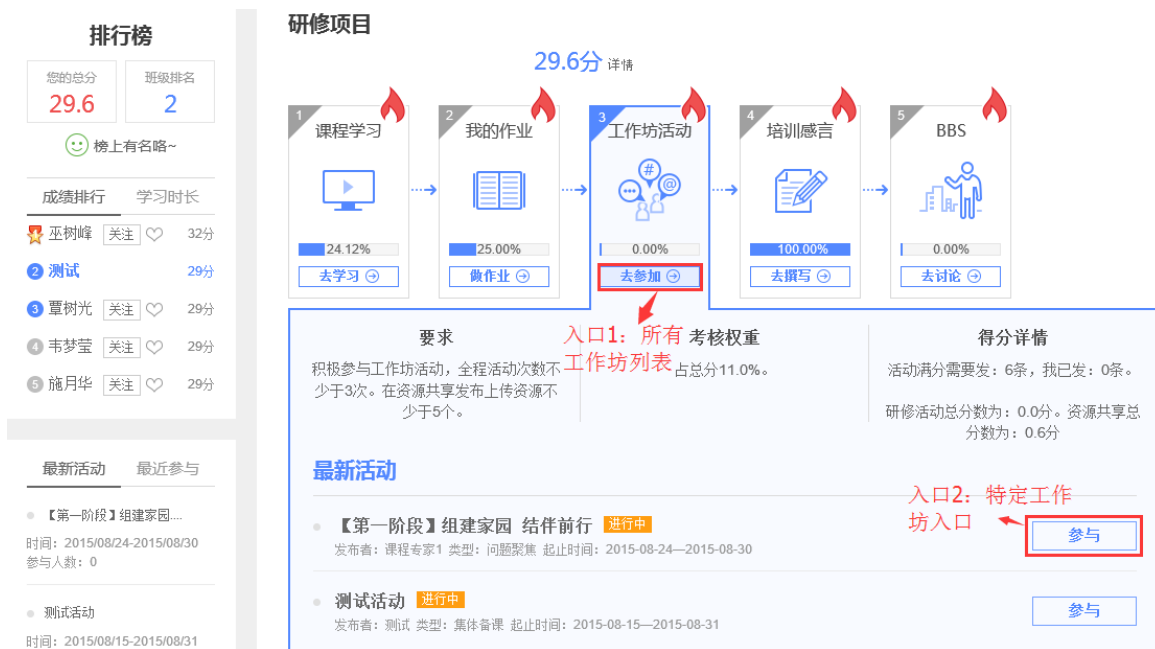 排行榜
您的总分
29.6
班级排名
2
榜上有名咯~
成绩排行 学习时长
巫树峰 关注 32分
2 测试 29分
3 覃树光 关注 29分
4 韦梦莹 关注 29分
5 施月华 关注 29分
最新活动 最近参与
【第一阶段】组建家园....
时间：2015/08/24-2015/08/30
参与人数：0
测试活动
时间：2015/08/15-2015/08/31
研修项目
29.6分 详情
1
课程学习
24.12%
去学习
2
我的作业
25.00%
做作业
3
工作坊活动
#
@
0.00%
去参加
4
培训感言
100.00%
去撰写
5
BBS
0.00%
去讨论
入口1：所有
工作坊列表
要求
积极参与工作坊活动，全程活动次数不
少于3次。在资源共享发布上传资源不
少于5个。
考核权重
占总分11.0%。
得分详情
活动满分需要发：6条，我已发：0条。
研修活动总分数为：0.0分。资源共享总
分数为：0.6分
最新活动
入口2：特定工作
坊入口
【第一阶段】组建家园 结伴前行 进行中
发布者：课程专家1 类型：问题聚焦 起止时间：2015-08-24—2015-08-30
参与
测试活动 进行中
发布者：测试 类型：集体备课 起止时间：2015-08-15—2015-08-31
参与